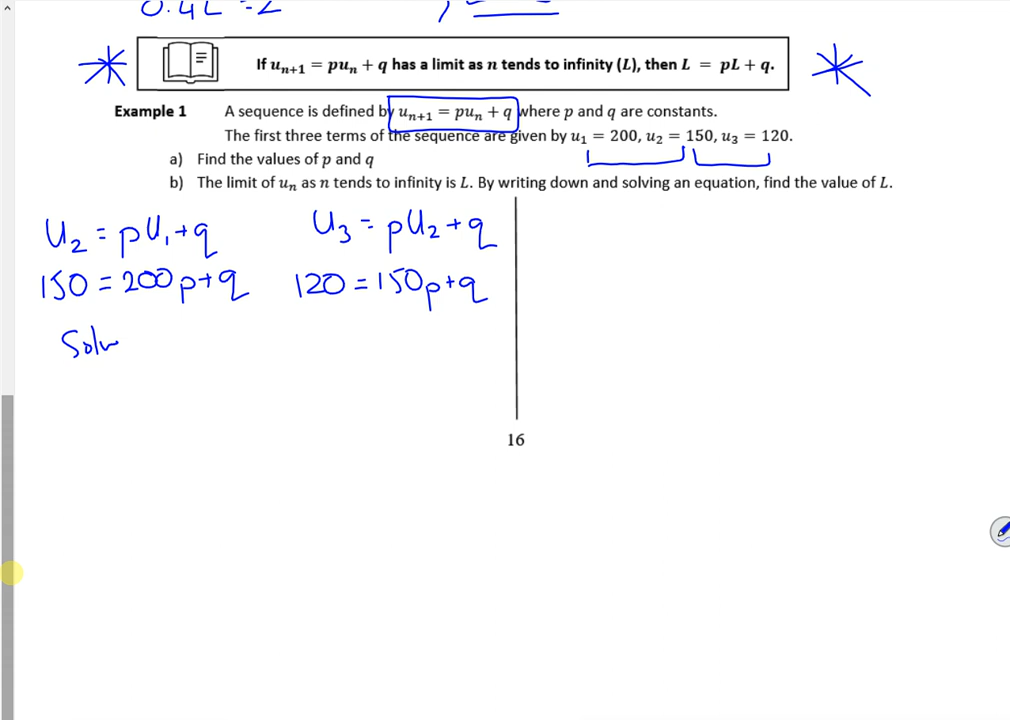 0.4L = 2
If uₙ₊₁ = puₙ + q has a limit as n tends to infinity (L), then L = pL + q.
Example 1 A sequence is defined by uₙ₊₁ = puₙ + q where p and q are constants.
The first three terms of the sequence are given by u₁ = 200, u₂ = 150, u₃ = 120.
a) Find the values of p and q
b) The limit of uₙ as n tends to infinity is L. By writing down and solving an equation, find the value of L.
U₂ = pU₁ + q U₃ = pU₂ + q
150 = 200p + q 120 = 150p + q
Solv
16